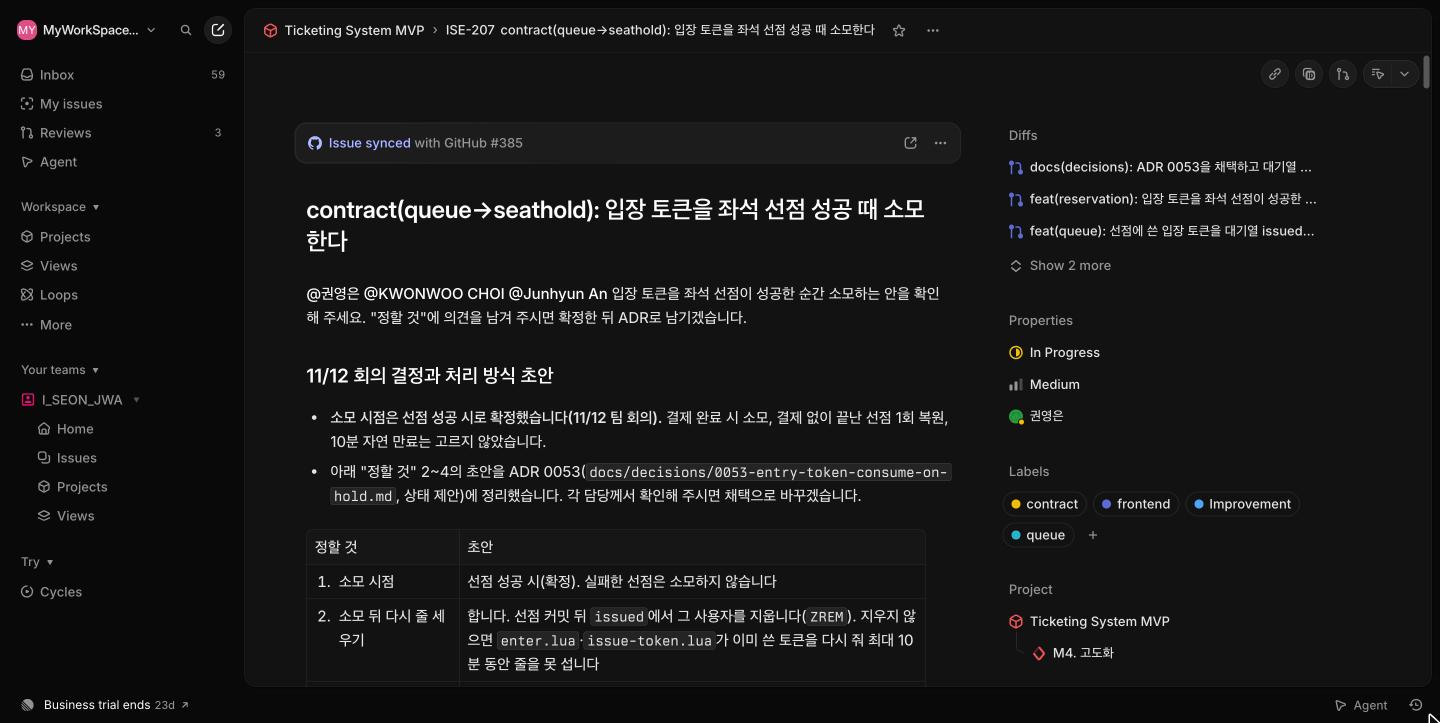 MY MyWorkSpace...
Inbox 59
My issues
Reviews 3
Agent
Workspace
Projects
Views
Loops
More
Your teams
I_SEON_JWA
Home
Issues
Projects
Views
Try
Cycles
Business trial ends 23d ↗
Ticketing System MVP › ISE-207 contract(queue→seathold): 입장 토큰을 좌석 선점 성공 때 소모한다
Issue synced with GitHub #385
contract(queue→seathold): 입장 토큰을 좌석 선점 성공 때 소모
한다
@권영은 @KWONWOO CHOI @Junhyun An 입장 토큰을 좌석 선점이 성공한 순간 소모하는 안을 확인
해 주세요. "정할 것"에 의견을 남겨 주시면 확정한 뒤 ADR로 남기겠습니다.
11/12 회의 결정과 처리 방식 초안
• 소모 시점은 선점 성공 시로 확정했습니다(11/12 팀 회의). 결제 완료 시 소모, 결제 없이 끝난 선점 1회 복원,
10분 자연 만료는 고르지 않았습니다.
• 아래 "정할 것" 2~4의 초안을 ADR 0053(docs/decisions/0053-entry-token-consume-on-
hold.md, 상태 제안)에 정리했습니다. 각 담당께서 확인해 주시면 채택으로 바꾸겠습니다.
정할 것 초안
1. 소모 시점 선점 성공 시(확정). 실패한 선점은 소모하지 않습니다
2. 소모 뒤 다시 줄 세
우기
합니다. 선점 커밋 뒤 issued에서 그 사용자를 지웁니다(ZREM). 지우지 않
으면 enter.lua·issue-token.lua가 이미 쓴 토큰을 다시 줘 최대 10
분 동안 줄을 못 섭니다
Diffs
docs(decisions): ADR 0053을 채택하고 대기열 ...
feat(reservation): 입장 토큰을 좌석 선점이 성공한 ...
feat(queue): 선점에 쓴 입장 토큰을 대기열 issued...
Show 2 more
Properties
In Progress
Medium
권영은
Labels
contract frontend Improvement
queue +
Project
Ticketing System MVP
M4. 고도화
Agent